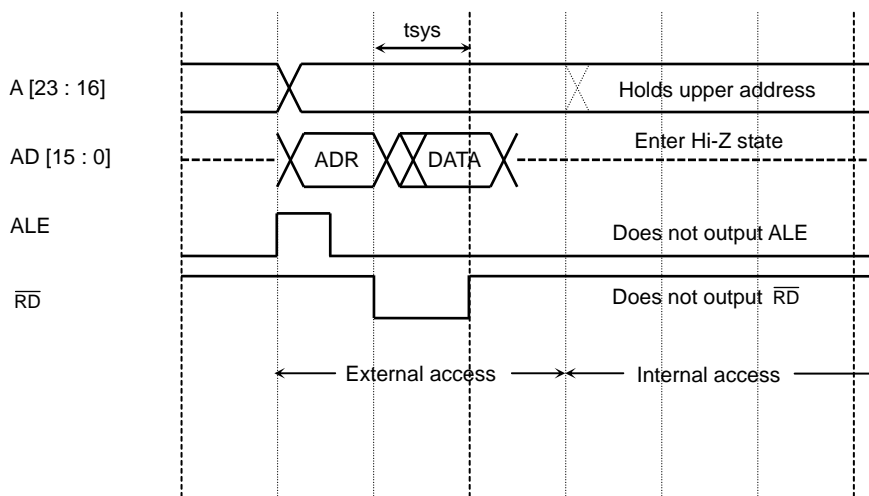 tsys
A [23 : 16]
Holds upper address
AD [15 : 0]
ADR
DATA
Enter Hi-Z state
ALE
Does not output ALE
RD
Does not output RD
External access
Internal access